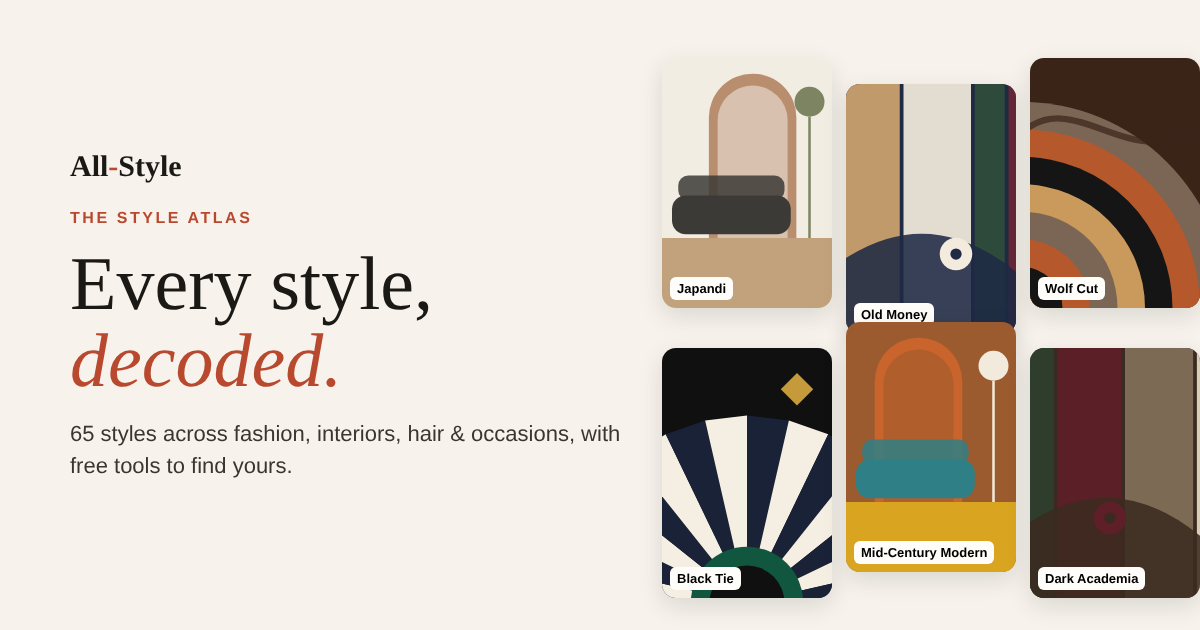 All-Style
THE STYLE ATLAS
Every style,
decoded.
65 styles across fashion, interiors, hair & occasions, with
free tools to find yours.
Japandi
Old Money
Wolf Cut
Black Tie
Mid-Century Modern
Dark Academia